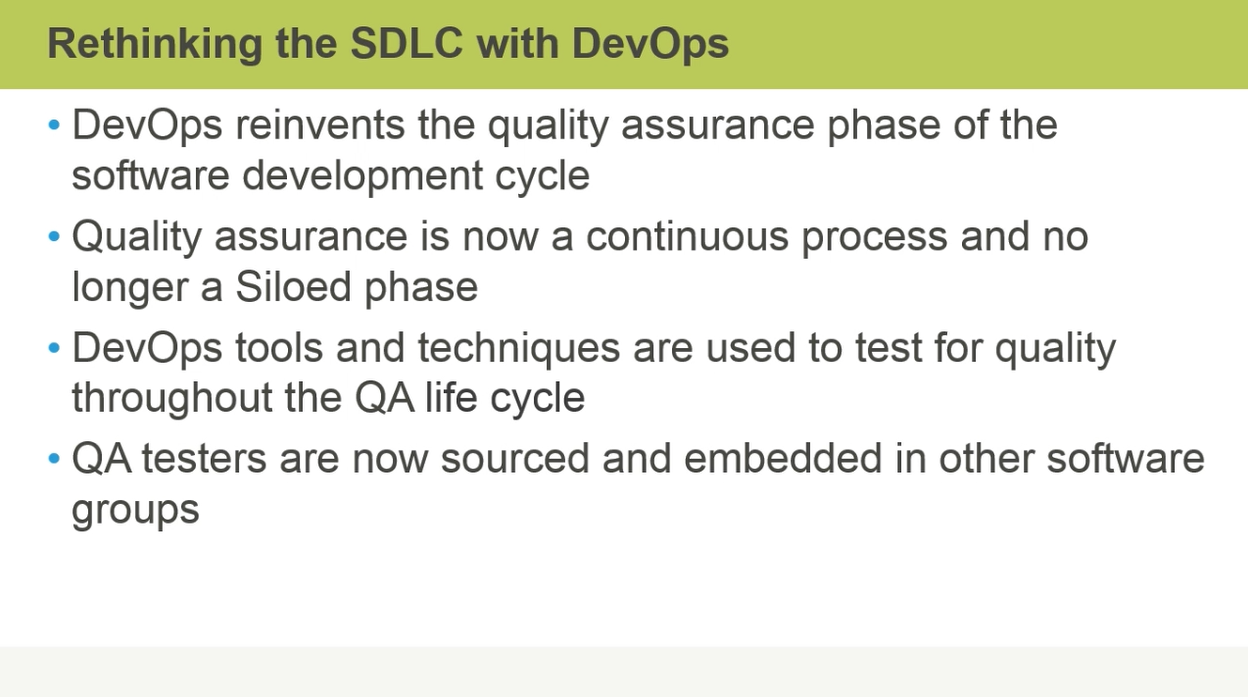 Rethinking the SDLC with DevOps
• DevOps reinvents the quality assurance phase of the
software development cycle
• Quality assurance is now a continuous process and no
longer a Siloed phase
• DevOps tools and techniques are used to test for quality
throughout the QA life cycle
• QA testers are now sourced and embedded in other software
groups